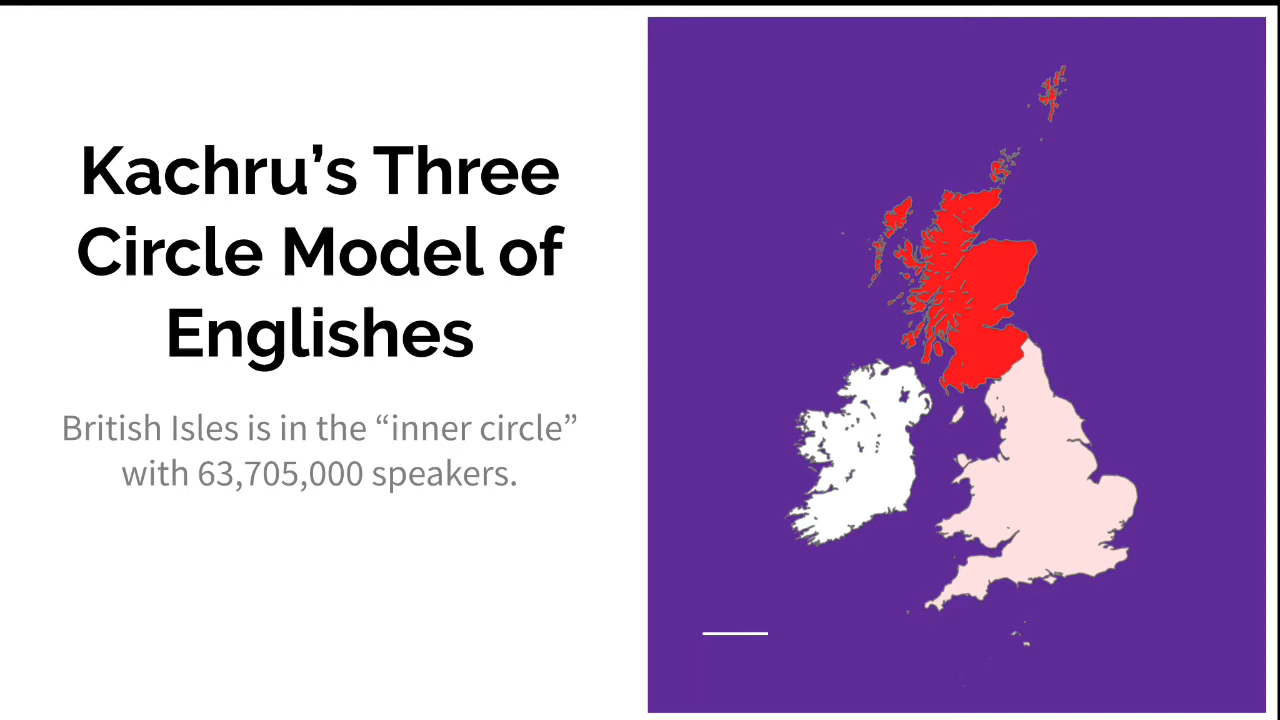 Kachru’s Three
Circle Model of
Englishes
British Isles is in the “inner circle”
with 63,705,000 speakers.